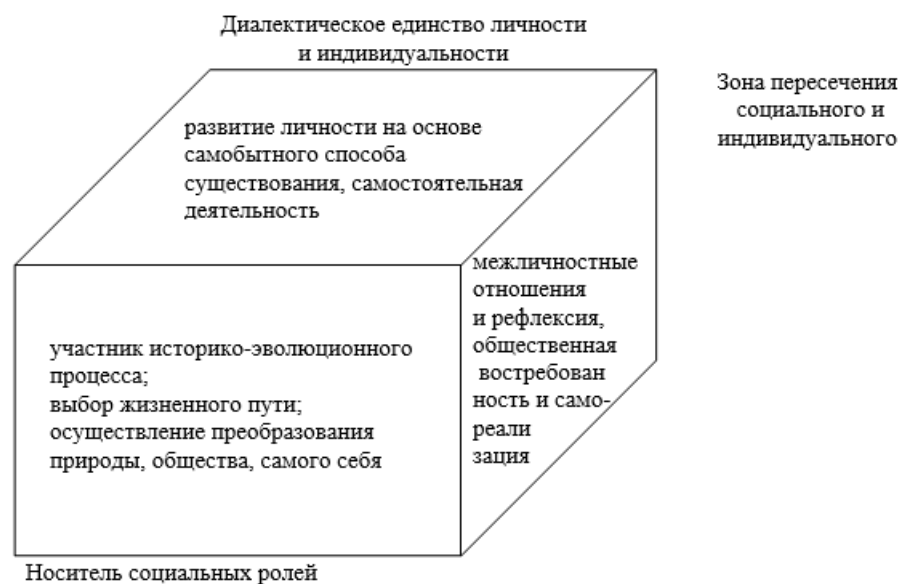 Диалектическое единство личности
и индивидуальности
Зона пересечения
социального и
индивидуального
развитие личности на основе
самобытного способа
существования, самостоятельная
деятельность
межличностные
отношения
и рефлексия,
общественная
востребован
ность и само-
реали
зация
участник историко-эволюционного
процесса;
выбор жизненного пути;
осуществление преобразования
природы, общества, самого себя
Носитель социальных ролей